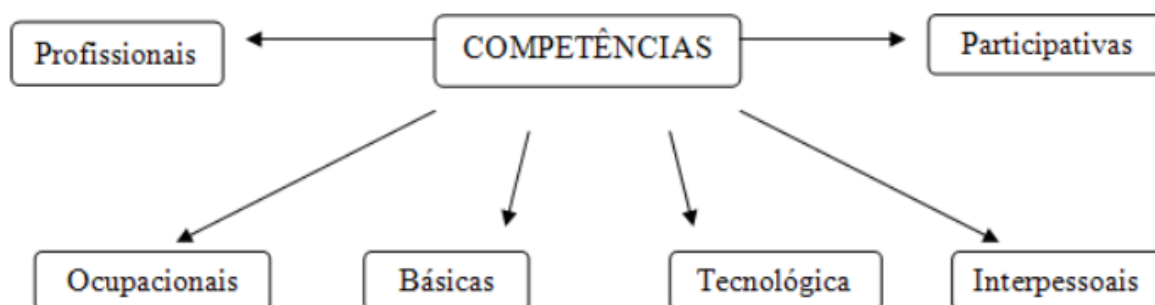 COMPETÊNCIAS
Profissionais
Participativas
Ocupacionais
Básicas
Tecnológica
Interpessoais